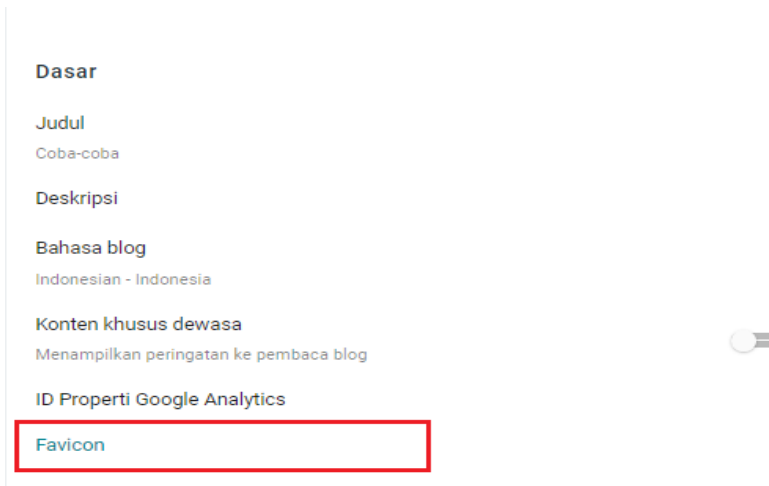 Dasar
Judul
Coba-coba
Deskripsi
Bahasa blog
Indonesian - Indonesia
Konten khusus dewasa
Menampilkan peringatan ke pembaca blog
ID Properti Google Analytics
Favicon